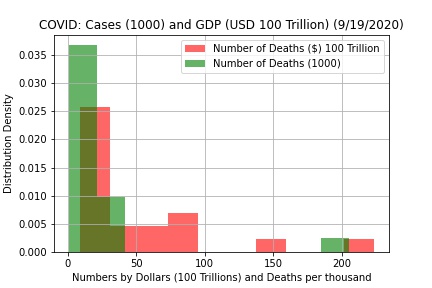 COVID: Cases (1000) and GDP (USD 100 Trillion) (9/19/2020)
Number of Deaths ($) 100 Trillion
Number of Deaths (1000)
Distribution Density
0.035
0.030
0.025
0.020
0.015
0.010
0.005
0.000
0 50 100 150 200
Numbers by Dollars (100 Trillions) and Deaths per thousand